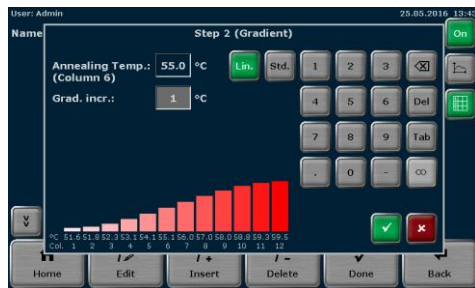 User: Admin
25.05.2016 13:43
Name
Step 2 (Gradient)
On
Annealing Temp.: 55.0 °C
(Column 6)
Lin. Std. 1 2 3
Grad. incr.: 1 °C
4 5 6 Del
7 8 9 Tab
. 0 - ∞
°C 51.6 51.8 52.3 53.1 54.1 55.1 56.0 57.0 58.0 58.8 59.3 59.5
Col. 1 2 3 4 5 6 7 8 9 10 11 12
Home Edit Insert Delete Done Back